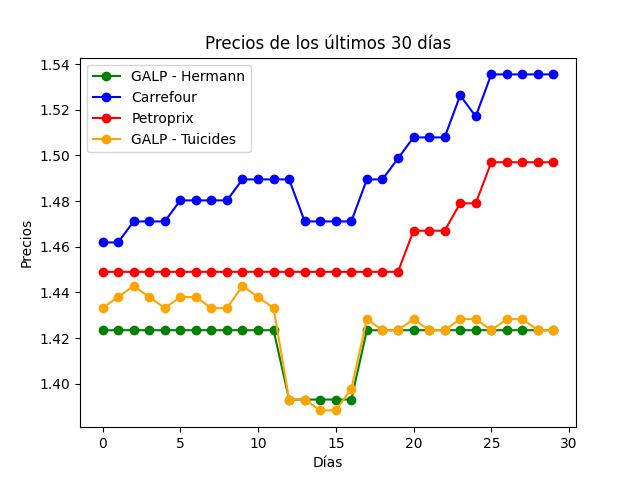 Precios de los últimos 30 días
GALP - Hermann
Carrefour
Petroprix
GALP - Tuicides
Precios
1.54
1.52
1.50
1.48
1.46
1.44
1.42
1.40
0 5 10 15 20 25 30
Días